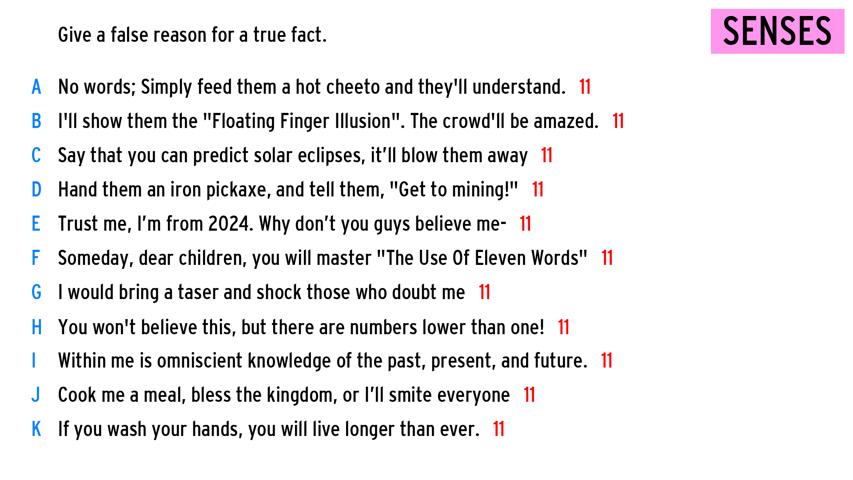 SENSES
Give a false reason for a true fact.
A No words; Simply feed them a hot cheeto and they'll understand. 11
B I'll show them the "Floating Finger Illusion". The crowd'll be amazed. 11
C Say that you can predict solar eclipses, it’ll blow them away 11
D Hand them an iron pickaxe, and tell them, "Get to mining!" 11
E Trust me, I’m from 2024. Why don’t you guys believe me- 11
F Someday, dear children, you will master "The Use Of Eleven Words" 11
G I would bring a taser and shock those who doubt me 11
H You won't believe this, but there are numbers lower than one! 11
I Within me is omniscient knowledge of the past, present, and future. 11
J Cook me a meal, bless the kingdom, or I’ll smite everyone 11
K If you wash your hands, you will live longer than ever. 11